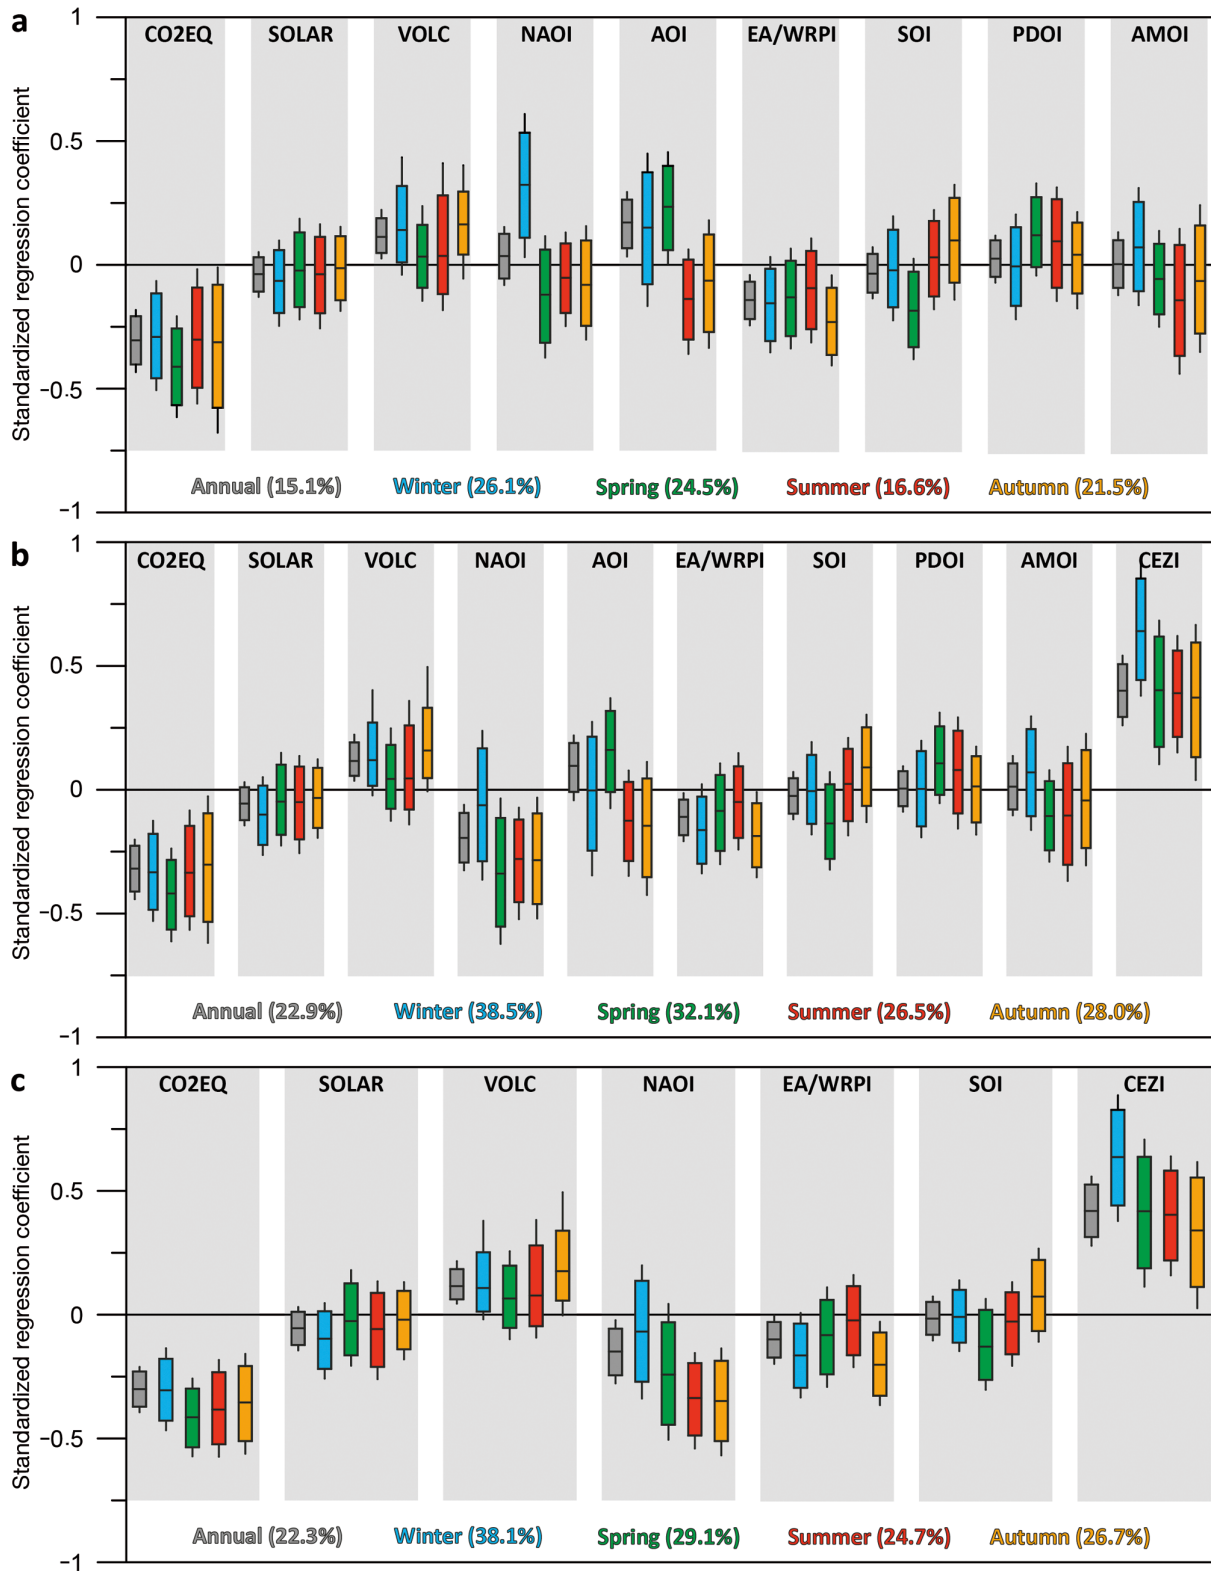 a
CO2EQ SOLAR VOLC NAOI AOI EA/WRPI SOI PDOI AMOI
Standardized regression coefficient
1
0.5
0
−0.5
−1
Annual (15.1%) Winter (26.1%) Spring (24.5%) Summer (16.6%) Autumn (21.5%)
b
CO2EQ SOLAR VOLC NAOI AOI EA/WRPI SOI PDOI AMOI CEZI
Standardized regression coefficient
1
0.5
0
−0.5
−1
Annual (22.9%) Winter (38.5%) Spring (32.1%) Summer (26.5%) Autumn (28.0%)
c
CO2EQ SOLAR VOLC NAOI EA/WRPI SOI CEZI
Standardized regression coefficient
1
0.5
0
−0.5
−1
Annual (22.3%) Winter (38.1%) Spring (29.1%) Summer (24.7%) Autumn (26.7%)